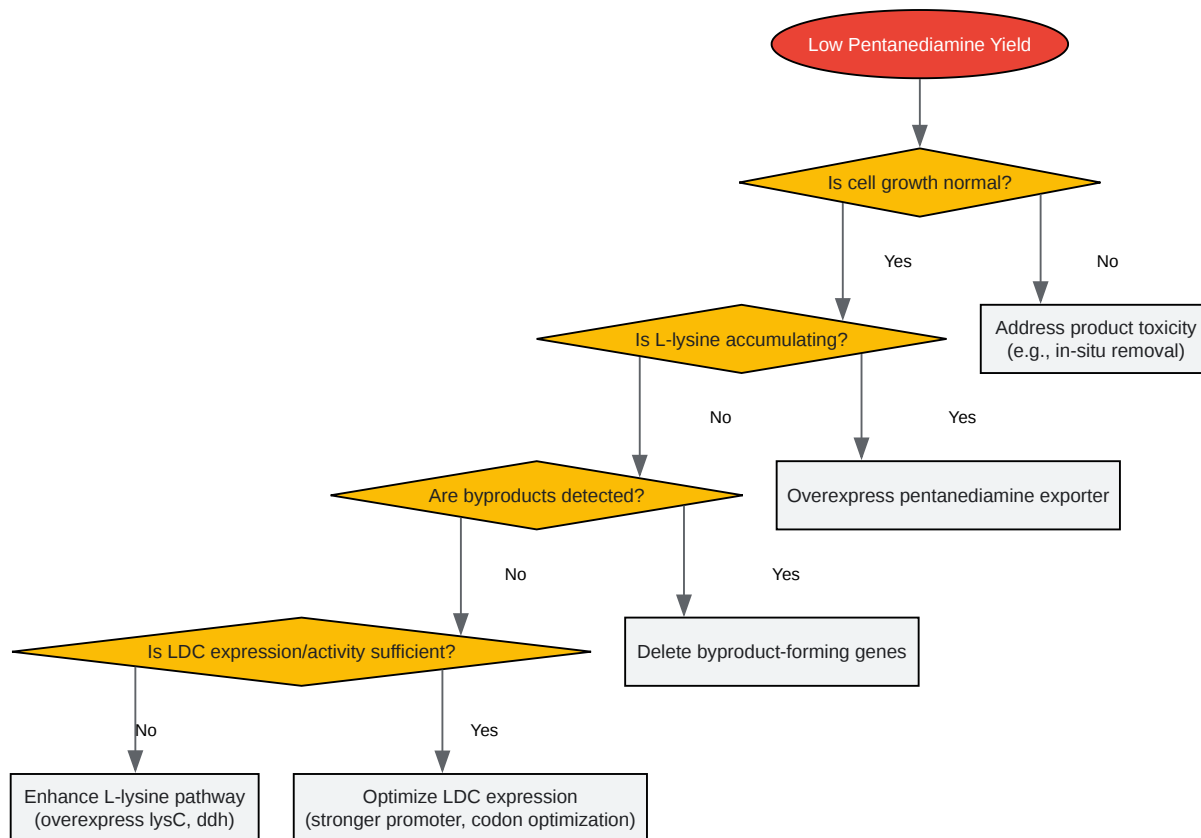 Low Pentanediamine Yield
Is cell growth normal?
Yes
No
Address product toxicity
(e.g., in-situ removal)
Is L-lysine accumulating?
No
Yes
Overexpress pentanediamine exporter
Are byproducts detected?
No
Yes
Delete byproduct-forming genes
Is LDC expression/activity sufficient?
No
Yes
Enhance L-lysine pathway
(overexpress lysC, ddh)
Optimize LDC expression
(stronger promoter, codon optimization)